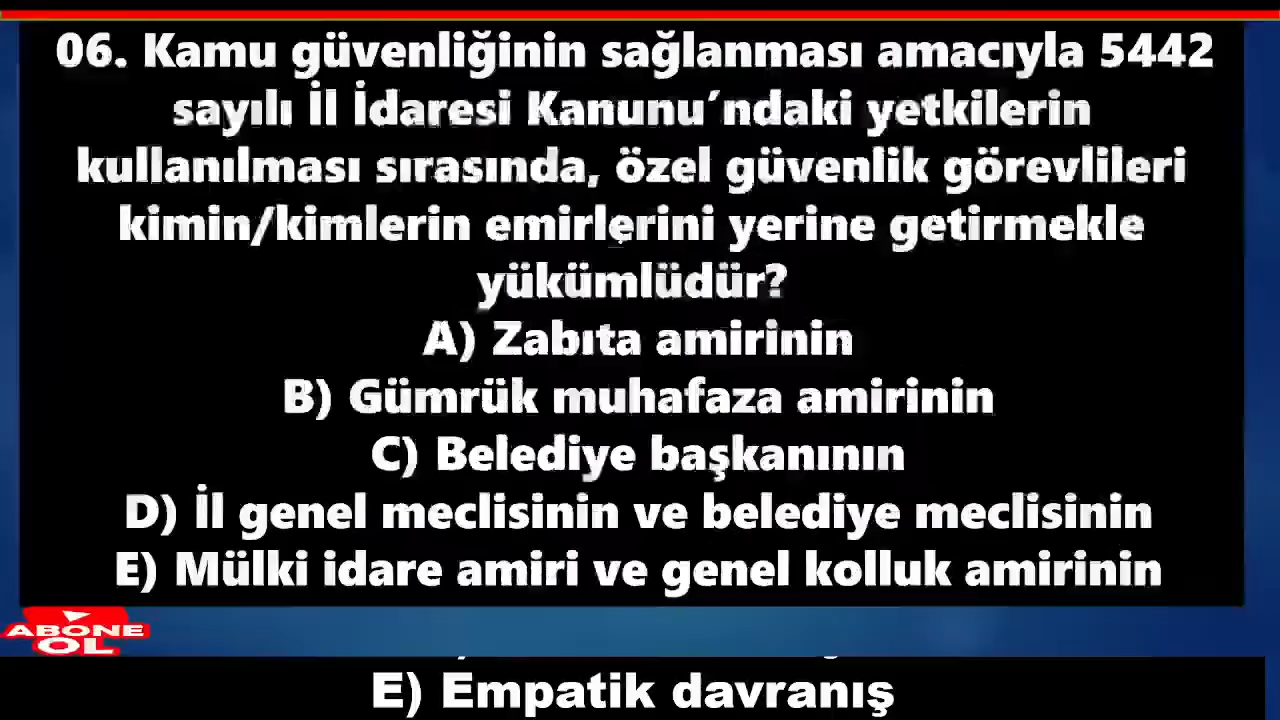 06. Kamu güvenliğinin sağlanması amacıyla 5442
sayılı İl İdaresi Kanunu’ndaki yetkilerin
kullanılması sırasında, özel güvenlik görevlileri
kimin/kimlerin emirlerini yerine getirmekle
yükümlüdür?
A) Zabıta amirinin
B) Gümrük muhafaza amirinin
C) Belediye başkanının
D) İl genel meclisinin ve belediye meclisinin
E) Mülki idare amiri ve genel kolluk amirinin
ABONE
OL
E) Empatik davranış